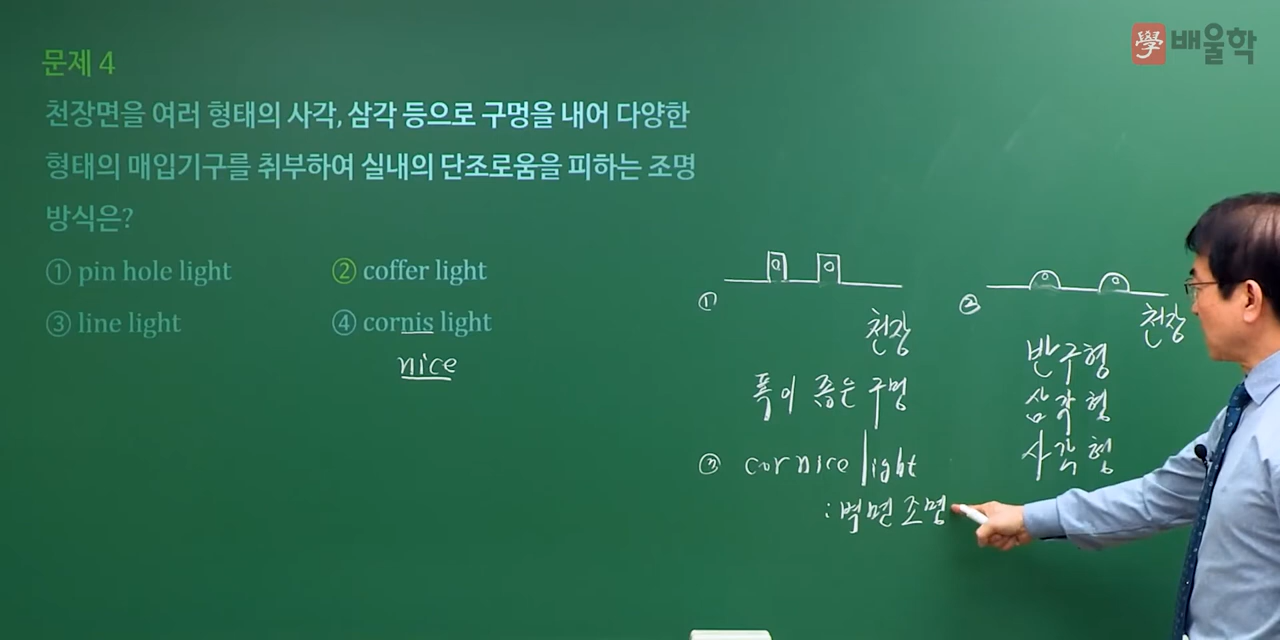 學 배울학
문제 4
천장면을 여러 형태의 사각, 삼각 등으로 구멍을 내어 다양한
형태의 매입기구를 취부하여 실내의 단조로움을 피하는 조명
방식은?
① pin hole light ② coffer light
③ line light ④ cornis light
nice
① 천장
폭이 좁은 구멍
② 천장
반구형
삼각형
사각형
③ cornice light
: 벽면 조명